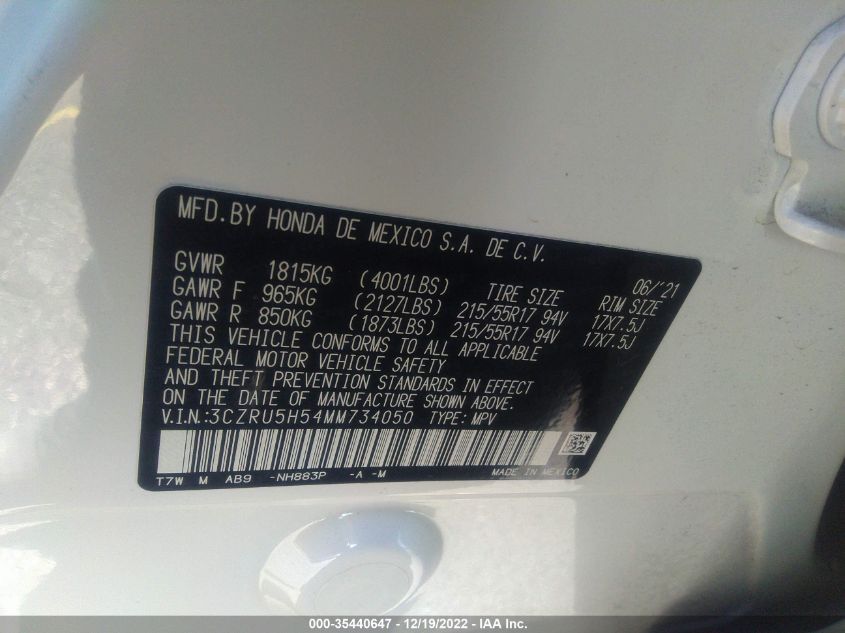 MFD.BY HONDA DE MEXICO S.A. DE C.V.
06/'21
GVWR 1815KG (4001LBS) TIRE SIZE RIM SIZE
GAWR F 965KG (2127LBS) 215/55R17 94V 17X7.5J
GAWR R 850KG (1873LBS) 215/55R17 94V 17X7.5J
THIS VEHICLE CONFORMS TO ALL APPLICABLE
FEDERAL MOTOR VEHICLE SAFETY
AND THEFT PREVENTION STANDARDS IN EFFECT
ON THE DATE OF MANUFACTURE SHOWN ABOVE.
V.I.N.:3CZRU5H54MM734050 TYPE: MPV
T7W M AB9 -NH883P -A -M MADE IN MEXICO
000-35440647 - 12/19/2022 - IAA Inc.